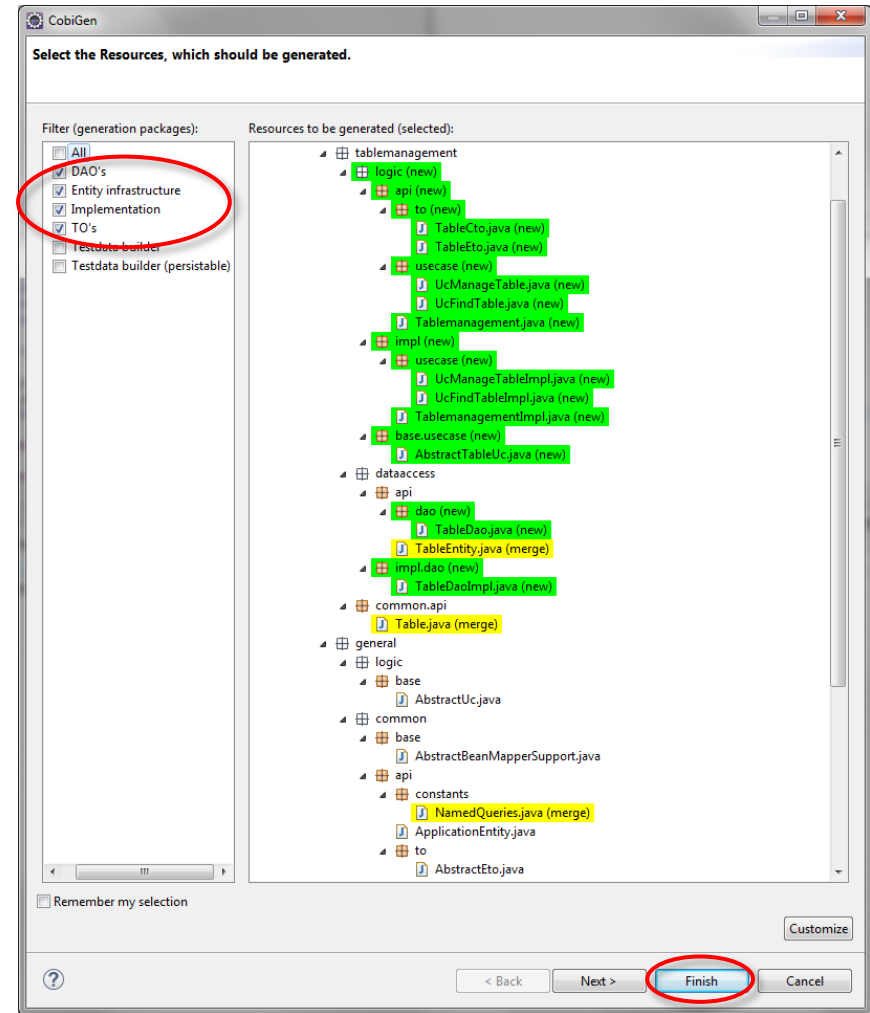 CobiGen
Select the Resources, which should be generated.
Filter (generation packages):
All
DAO's
Entity infrastructure
Implementation
TO's
Testdata builder
Testdata builder (persistable)
Resources to be generated (selected):
tablemanagement
logic (new)
api (new)
to (new)
TableCto.java (new)
TableEto.java (new)
usecase (new)
UcManageTable.java (new)
UcFindTable.java (new)
Tablemanagement.java (new)
impl (new)
usecase (new)
UcManageTableImpl.java (new)
UcFindTableImpl.java (new)
TablemanagementImpl.java (new)
base.usecase (new)
AbstractTableUc.java (new)
dataaccess
api
dao (new)
TableDao.java (new)
TableEntity.java (merge)
impl.dao (new)
TableDaoImpl.java (new)
common.api
Table.java (merge)
general
logic
base
AbstractUc.java
common
base
AbstractBeanMapperSupport.java
api
constants
NamedQueries.java (merge)
ApplicationEntity.java
to
AbstractEto.java
Remember my selection
Customize
< Back
Next >
Finish
Cancel